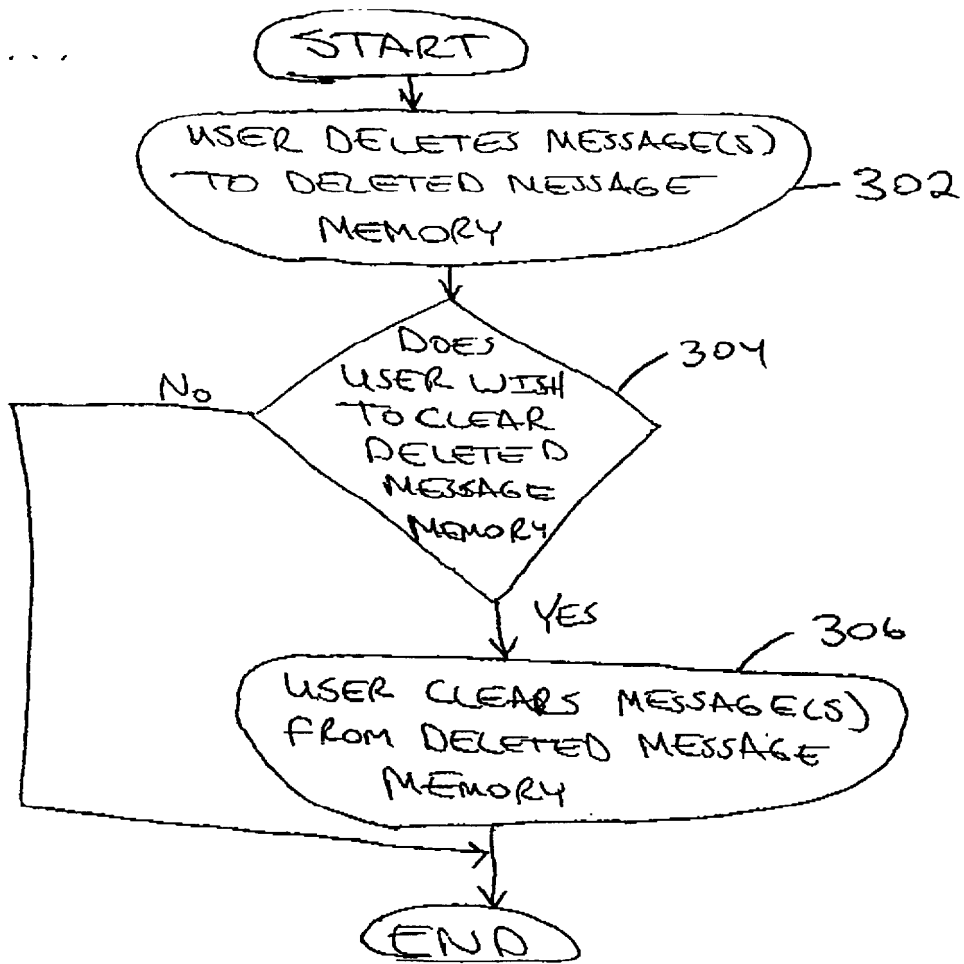 START
USER DELETES MESSAGE(S)
TO DELETED MESSAGE
MEMORY
302
DOES
USER WISH
TO CLEAR
DELETED
MESSAGE
MEMORY
304
No
YES
306
USER CLEARS MESSAGE(S)
FROM DELETED MESSAGE
MEMORY
END